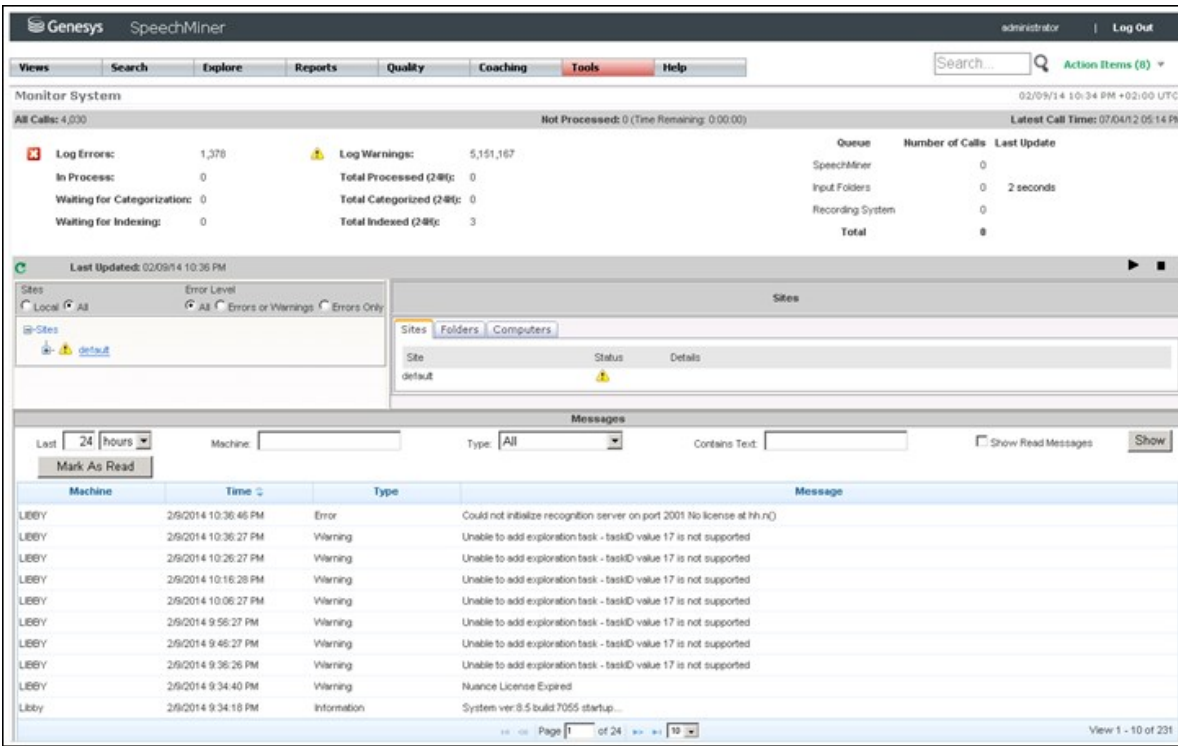 Genesys SpeechMiner administrator | Log Out
Views Search Explore Reports Quality Coaching Tools Help Search... Action Items (8)
Monitor System 02/09/14 10:34 PM +02:00 UTC
All Calls: 4,030 Not Processed: 0 (Time Remaining: 0:00:00) Latest Call Time: 07/04/12 05:14 PM
Queue Number of Calls Last Update
Log Errors: 1,378 Log Warnings: 5,151,167
SpeechMiner 0
In Process: 0 Total Processed (24H): 0
Input Folders 0 2 seconds
Waiting for Categorization: 0 Total Categorized (24H): 0
Recording System 0
Waiting for Indexing: 0 Total Indexed (24H): 3
Total 0
Last Updated: 02/09/14 10:36 PM
Sites Error Level
Local All All Errors or Warnings Errors Only
Sites
default
Sites
Sites Folders Computers
Site Status Details
default
Messages
Last 24 hours Machine: Type: All Contains Text: Show Read Messages Show
Mark As Read
Machine Time Type Message
LIBBY 2/9/2014 10:36:46 PM Error Could not initialize recognition server on port 2001 No license at hh.n()
LIBBY 2/9/2014 10:36:27 PM Warning Unable to add exploration task - taskID value 17 is not supported
LIBBY 2/9/2014 10:26:27 PM Warning Unable to add exploration task - taskID value 17 is not supported
LIBBY 2/9/2014 10:16:28 PM Warning Unable to add exploration task - taskID value 17 is not supported
LIBBY 2/9/2014 10:06:27 PM Warning Unable to add exploration task - taskID value 17 is not supported
LIBBY 2/9/2014 9:56:27 PM Warning Unable to add exploration task - taskID value 17 is not supported
LIBBY 2/9/2014 9:46:27 PM Warning Unable to add exploration task - taskID value 17 is not supported
LIBBY 2/9/2014 9:36:26 PM Warning Unable to add exploration task - taskID value 17 is not supported
LIBBY 2/9/2014 9:34:40 PM Warning Nuance License Expired
Libby 2/9/2014 9:34:18 PM Information System ver:8.5 build:7055 startup...
Page 1 of 24 10 View 1 - 10 of 231